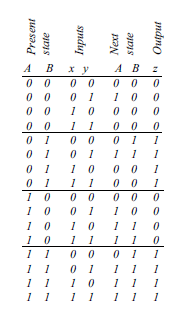 Present state Inputs Next state Output
A B x y A B z
0 0 0 0 0 0 0
0 0 0 1 1 0 0
0 0 1 0 0 0 0
0 0 1 1 0 0 0
0 1 0 0 0 1 1
0 1 0 1 1 1 1
0 1 1 0 0 0 1
0 1 1 1 0 0 1
1 0 0 0 0 0 0
1 0 0 1 1 0 0
1 0 1 0 1 1 0
1 0 1 1 1 1 0
1 1 0 0 0 1 1
1 1 0 1 1 1 1
1 1 1 0 1 1 1
1 1 1 1 1 1 1